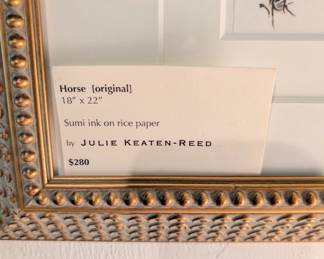 Horse [original]
18" x 22"
Sumi ink on rice paper
by JULIE KEATEN-REED
$280